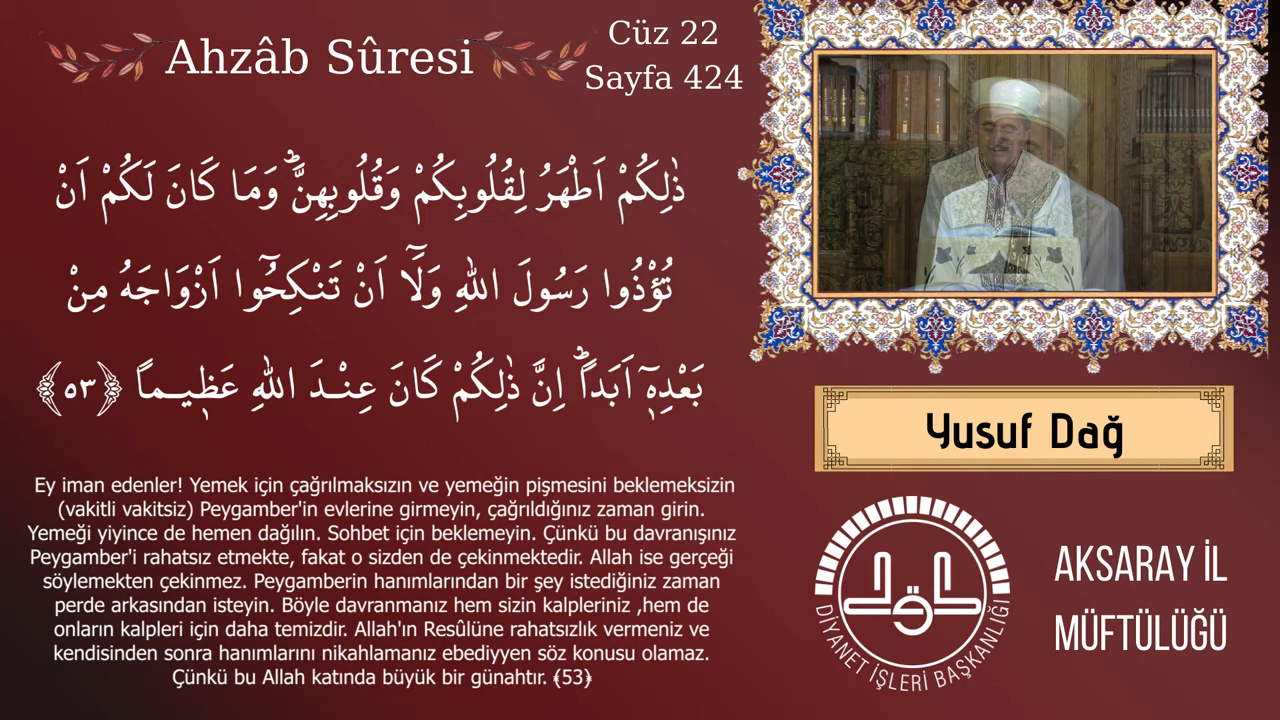 Ahzâb Sûresi
Cüz 22
Sayfa 424
ذٰلِكُمْ اَطْهَرُ لِقُلُوبِكُمْ وَقُلُوبِهِنَّۜ وَمَا كَانَ لَكُمْ اَنْ
تُؤْذُوا رَسُولَ اللّٰهِ وَلَٓا اَنْ تَنْكِحُٓوا اَزْوَاجَهُ مِنْ
بَعْدِه۪ٓ اَبَداًۜ اِنَّ ذٰلِكُمْ كَانَ عِنْدَ اللّٰهِ عَظ۪يماً ﴿٥٣﴾
Ey iman edenler! Yemek için çağrılmaksızın ve yemeğin pişmesini beklemeksizin
(vakitli vakitsiz) Peygamber'in evlerine girmeyin, çağrıldığınız zaman girin.
Yemeği yiyince de hemen dağılın. Sohbet için beklemeyin. Çünkü bu davranışınız
Peygamber'i rahatsız etmekte, fakat o sizden de çekinmektedir. Allah ise gerçeği
söylemekten çekinmez. Peygamberin hanımlarından bir şey istediğiniz zaman
perde arkasından isteyin. Böyle davranmanız hem sizin kalpleriniz ,hem de
onların kalpleri için daha temizdir. Allah'ın Resûlüne rahatsızlık vermeniz ve
kendisinden sonra hanımlarını nikahlamanız ebediyyen söz konusu olamaz.
Çünkü bu Allah katında büyük bir günahtır. ﴾53﴿
Yusuf Dağ
DİYANET İŞLERİ BAŞKANLIĞI
AKSARAY İL
MÜFTÜLÜĞÜ